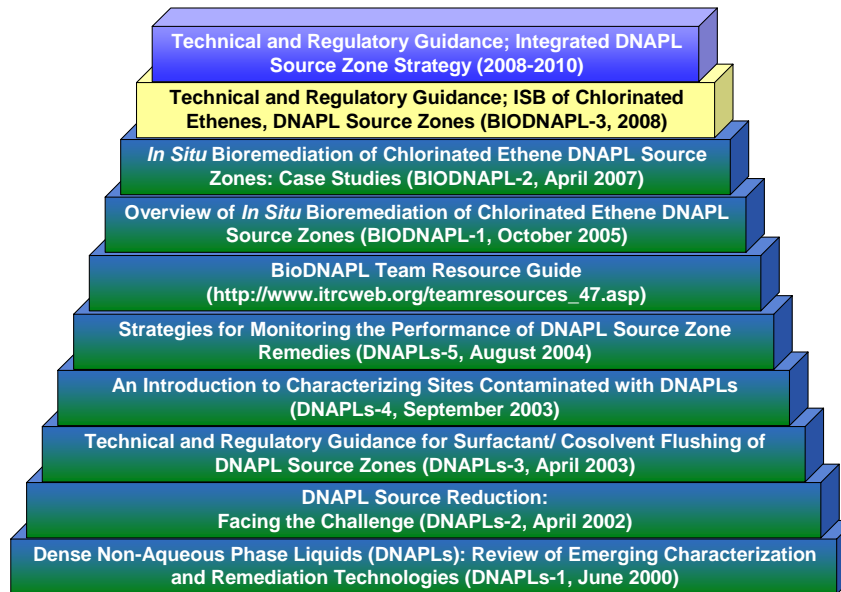 Technical and Regulatory Guidance; Integrated DNAPL
Source Zone Strategy (2008-2010)
Technical and Regulatory Guidance; ISB of Chlorinated
Ethenes, DNAPL Source Zones (BIODNAPL-3, 2008)
In Situ Bioremediation of Chlorinated Ethene DNAPL Source
Zones: Case Studies (BIODNAPL-2, April 2007)
Overview of In Situ Bioremediation of Chlorinated Ethene DNAPL
Source Zones (BIODNAPL-1, October 2005)
BioDNAPL Team Resource Guide
(http://www.itrcweb.org/teamresources_47.asp)
Strategies for Monitoring the Performance of DNAPL Source Zone
Remedies (DNAPLs-5, August 2004)
An Introduction to Characterizing Sites Contaminated with DNAPLs
(DNAPLs-4, September 2003)
Technical and Regulatory Guidance for Surfactant/ Cosolvent Flushing of
DNAPL Source Zones (DNAPLs-3, April 2003)
DNAPL Source Reduction:
Facing the Challenge (DNAPLs-2, April 2002)
Dense Non-Aqueous Phase Liquids (DNAPLs): Review of Emerging Characterization
and Remediation Technologies (DNAPLs-1, June 2000)